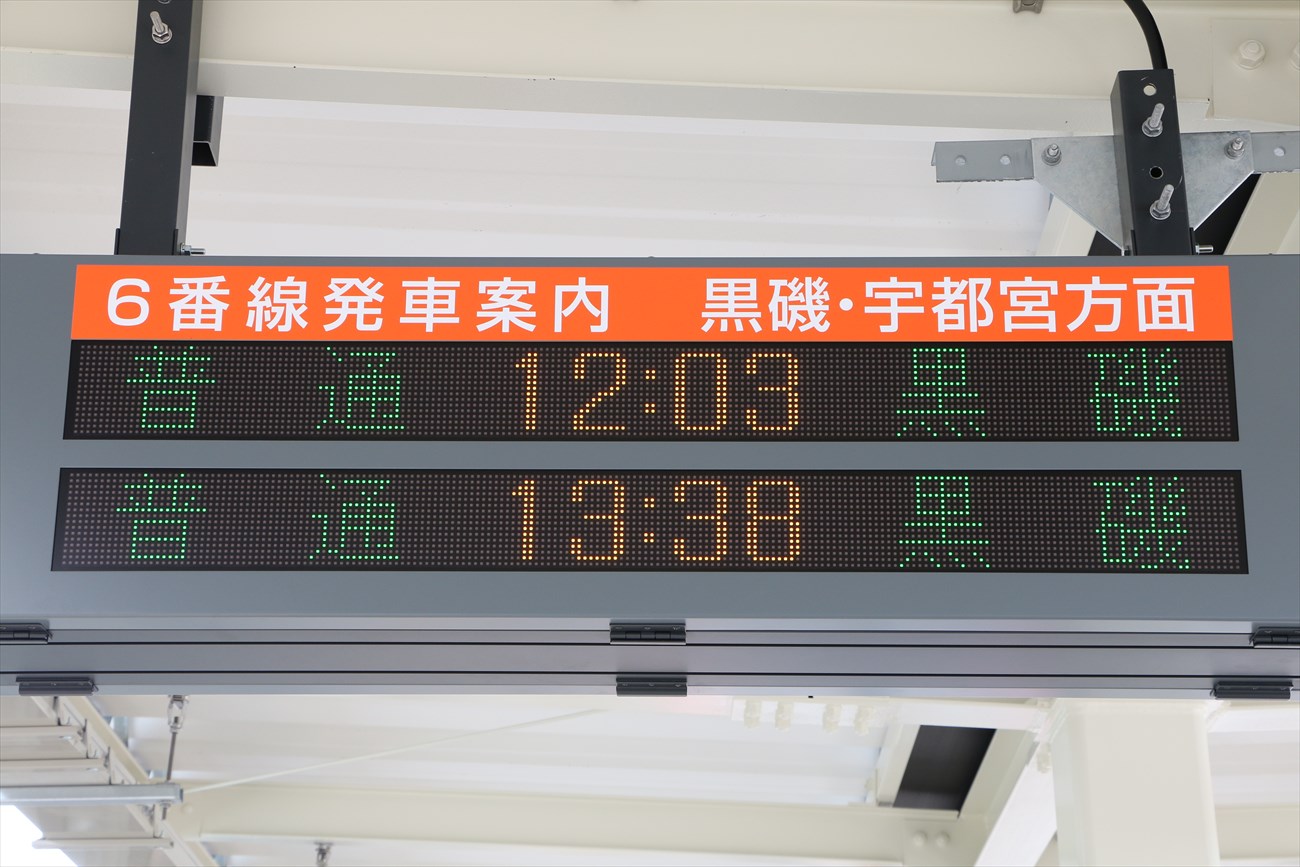 6番線発車案内 黒磯・宇都宮方面
普通 12:03 黒磯
普通 13:38 黒磯